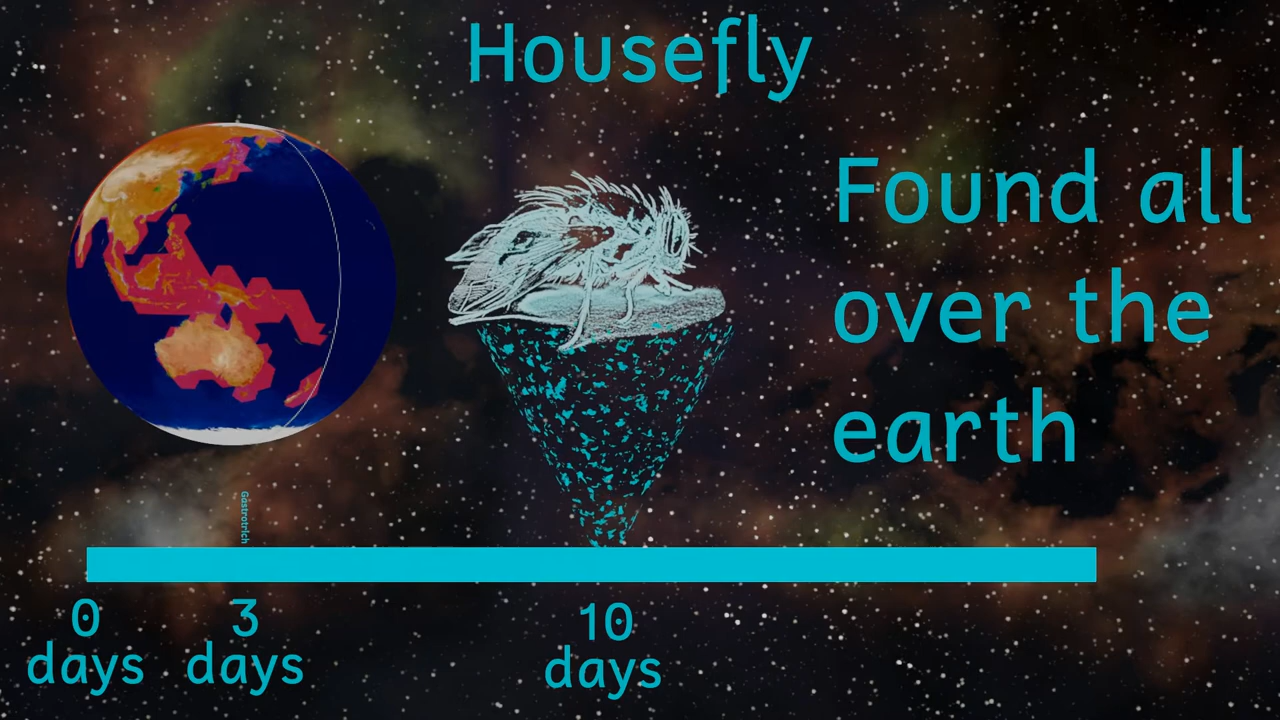 Housefly
Found all
over the
earth
Gastrotrich
0
days
3
days
10
days